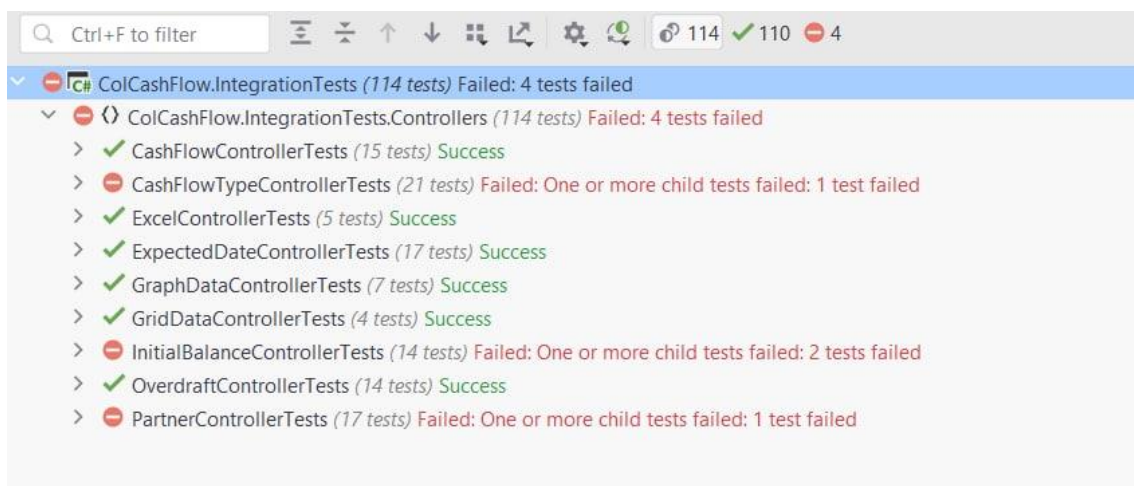 Ctrl+F to filter 114 110 4
C# ColCashFlow.IntegrationTests (114 tests) Failed: 4 tests failed
ColCashFlow.IntegrationTests.Controllers (114 tests) Failed: 4 tests failed
CashFlowControllerTests (15 tests) Success
CashFlowTypeControllerTests (21 tests) Failed: One or more child tests failed: 1 test failed
ExcelControllerTests (5 tests) Success
ExpectedDateControllerTests (17 tests) Success
GraphDataControllerTests (7 tests) Success
GridDataControllerTests (4 tests) Success
InitialBalanceControllerTests (14 tests) Failed: One or more child tests failed: 2 tests failed
OverdraftControllerTests (14 tests) Success
PartnerControllerTests (17 tests) Failed: One or more child tests failed: 1 test failed